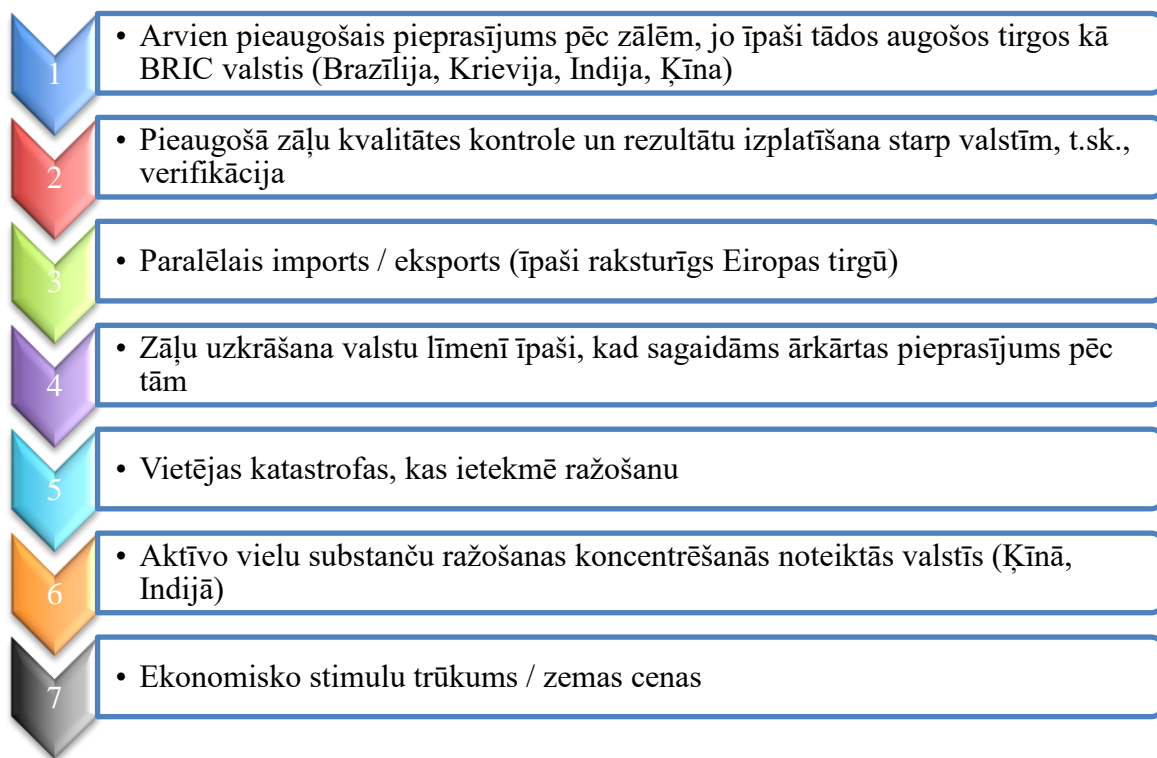 1
• Arvien pieaugošais pieprasījums pēc zālēm, jo īpaši tādos augošos tirgos kā
BRIC valstis (Brazīlija, Krievija, Indija, Ķīna)
2
• Pieaugošā zāļu kvalitātes kontrole un rezultātu izplatīšana starp valstīm, t.sk.,
verifikācija
3
• Paralēlais imports / eksports (īpaši raksturīgs Eiropas tirgū)
4
• Zāļu uzkrāšana valstu līmenī īpaši, kad sagaidāms ārkārtas pieprasījums pēc
tām
5
• Vietējas katastrofas, kas ietekmē ražošanu
6
• Aktīvo vielu substanču ražošanas koncentrēšanās noteiktās valstīs (Ķīnā,
Indijā)
7
• Ekonomisko stimulu trūkums / zemas cenas